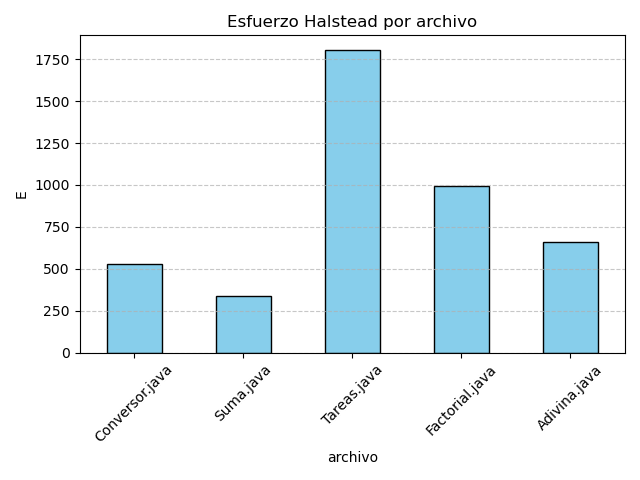 Esfuerzo Halstead por archivo
1750
1500
1250
1000
750
500
250
0
E
Conversor.java
Suma.java
Tareas.java
Factorial.java
Adivina.java
archivo